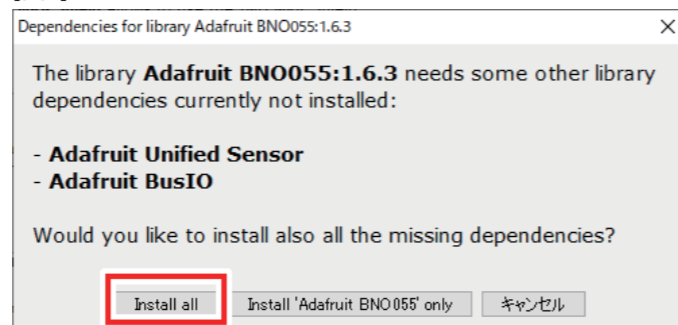 Dependencies for library Adafruit BNO055:1.6.3
The library Adafruit BNO055:1.6.3 needs some other library
dependencies currently not installed:
- Adafruit Unified Sensor
- Adafruit BusIO
Would you like to install also all the missing dependencies?
Install all Install 'Adafruit BNO055' only キャンセル